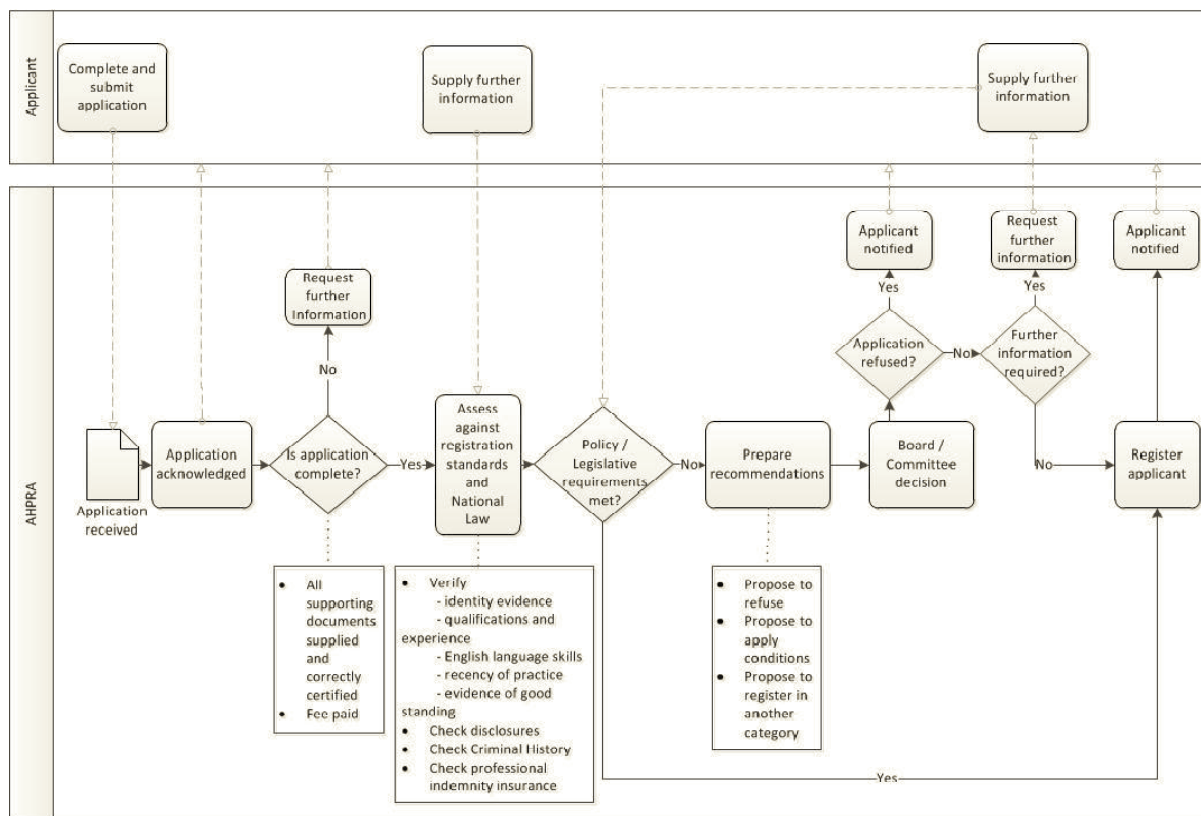 Applicant
Complete and
submit
application
Supply further
information
Supply further
information
AHPRA
Applicant
notified
Request
further
information
Applicant
notified
Request
further
Information
Yes
Yes
Application
refused?
No
Further
information
required?
No
Application
received
Application
acknowledged
Is application
complete?
Yes
Assess
against
registration
standards
and
National
Law
Policy /
Legislative
requirements
met?
No
Prepare
recommendations
Board /
Committee
decision
No
Register
applicant
• All
supporting
documents
supplied
and
correctly
certified
• Fee paid
• Verify
- identity evidence
- qualifications and
experience
- English language skills
- recency of practice
- evidence of good
standing
• Check disclosures
• Check Criminal History
• Check professional
indemnity insurance
• Propose to
refuse
• Propose to
apply
conditions
• Propose to
register in
another
category
Yes